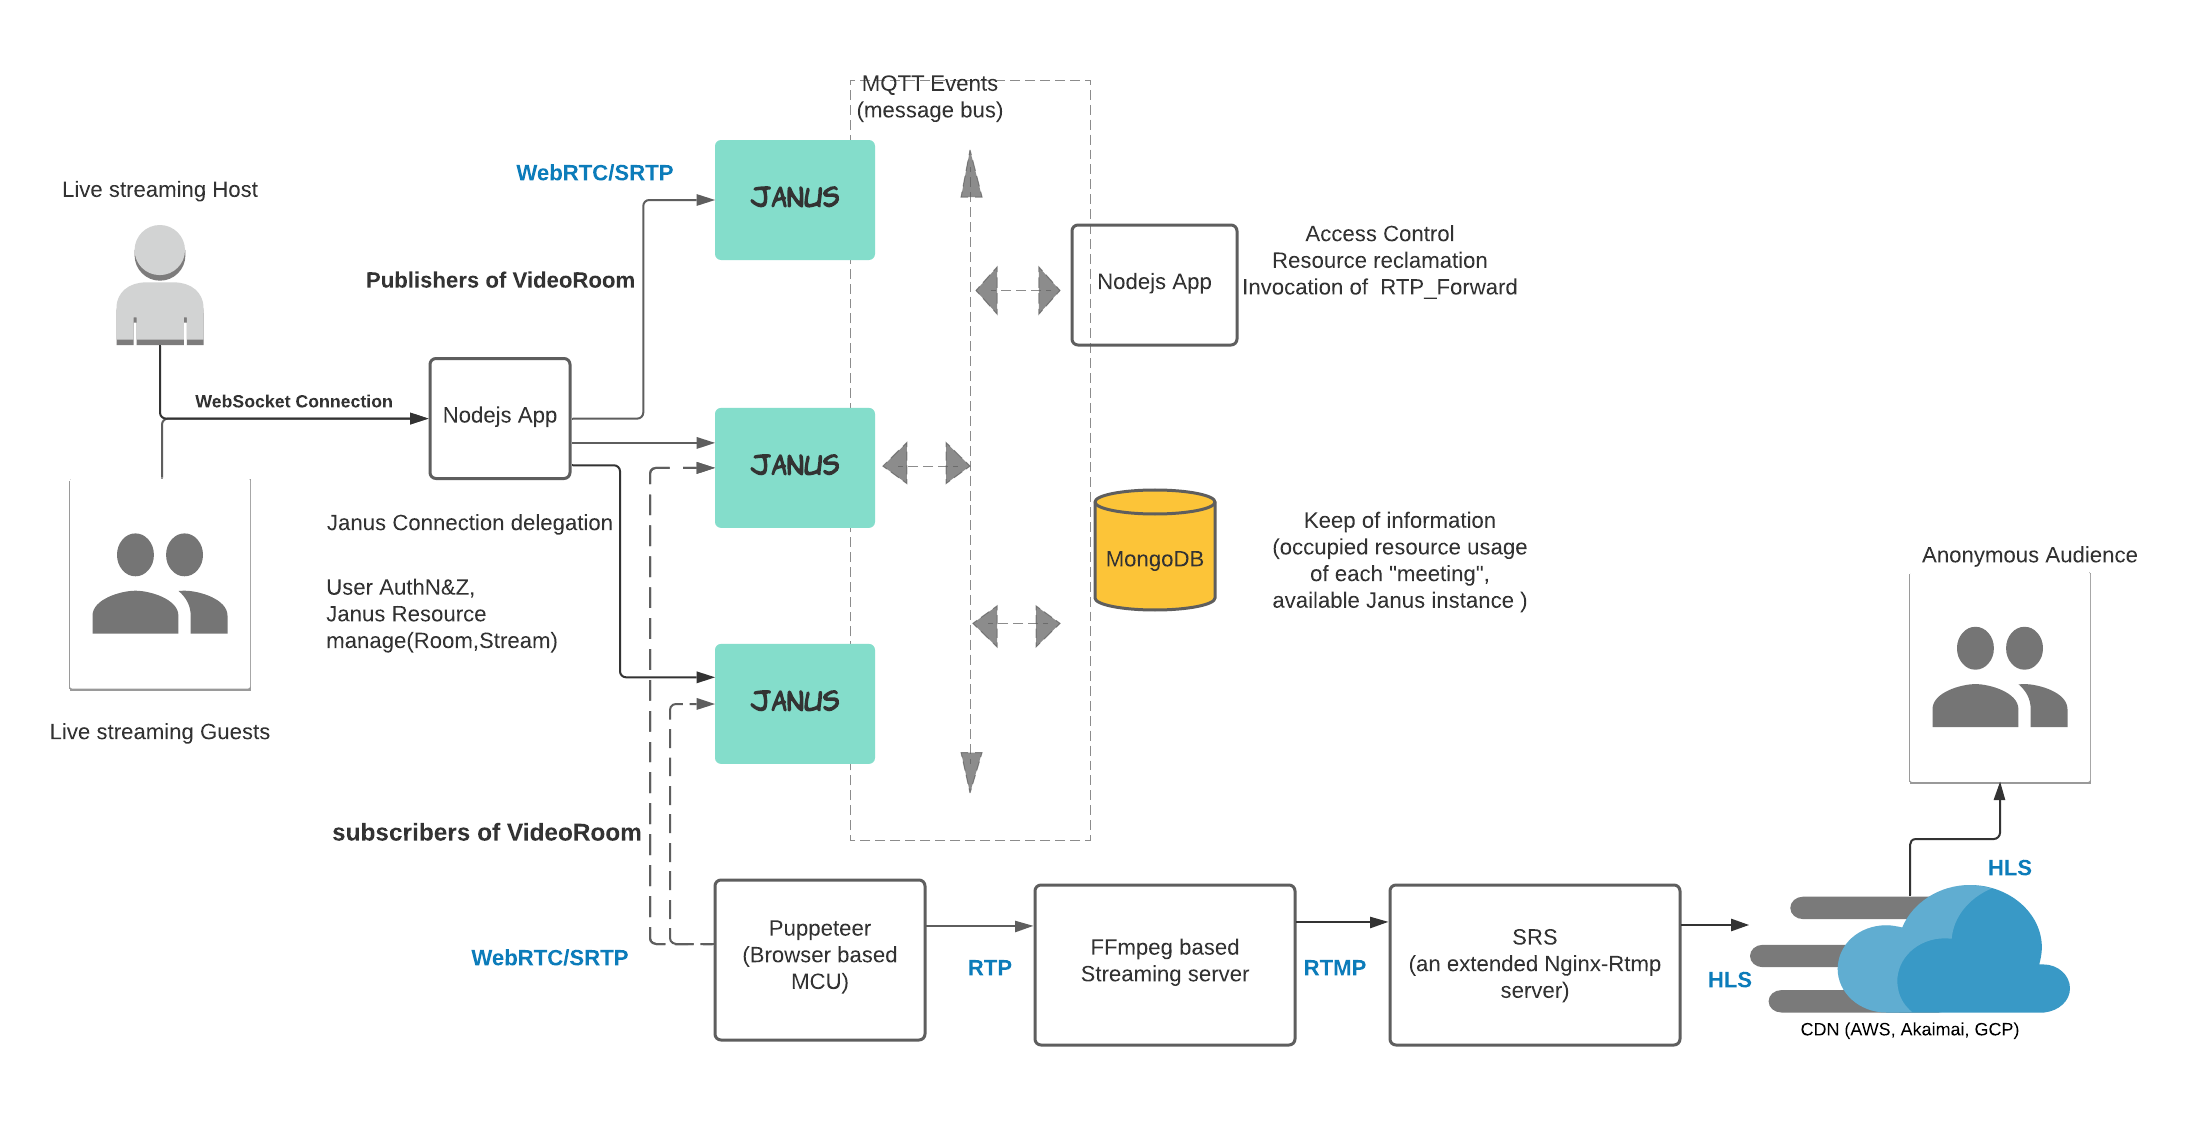 MQTT Events
(message bus)
WebRTC/SRTP
JANUS
Live streaming Host
Publishers of VideoRoom
Nodejs App
Access Control
Resource reclamation
Invocation of RTP_Forward
WebSocket Connection
Nodejs App
JANUS
Janus Connection delegation
User AuthN&Z,
Janus Resource
manage(Room,Stream)
MongoDB
Keep of information
(occupied resource usage
of each "meeting",
available Janus instance )
Anonymous Audience
Live streaming Guests
JANUS
subscribers of VideoRoom
WebRTC/SRTP
Puppeteer
(Browser based
MCU)
RTP
FFmpeg based
Streaming server
RTMP
SRS
(an extended Nginx-Rtmp
server)
HLS
HLS
CDN (AWS, Akaimai, GCP)